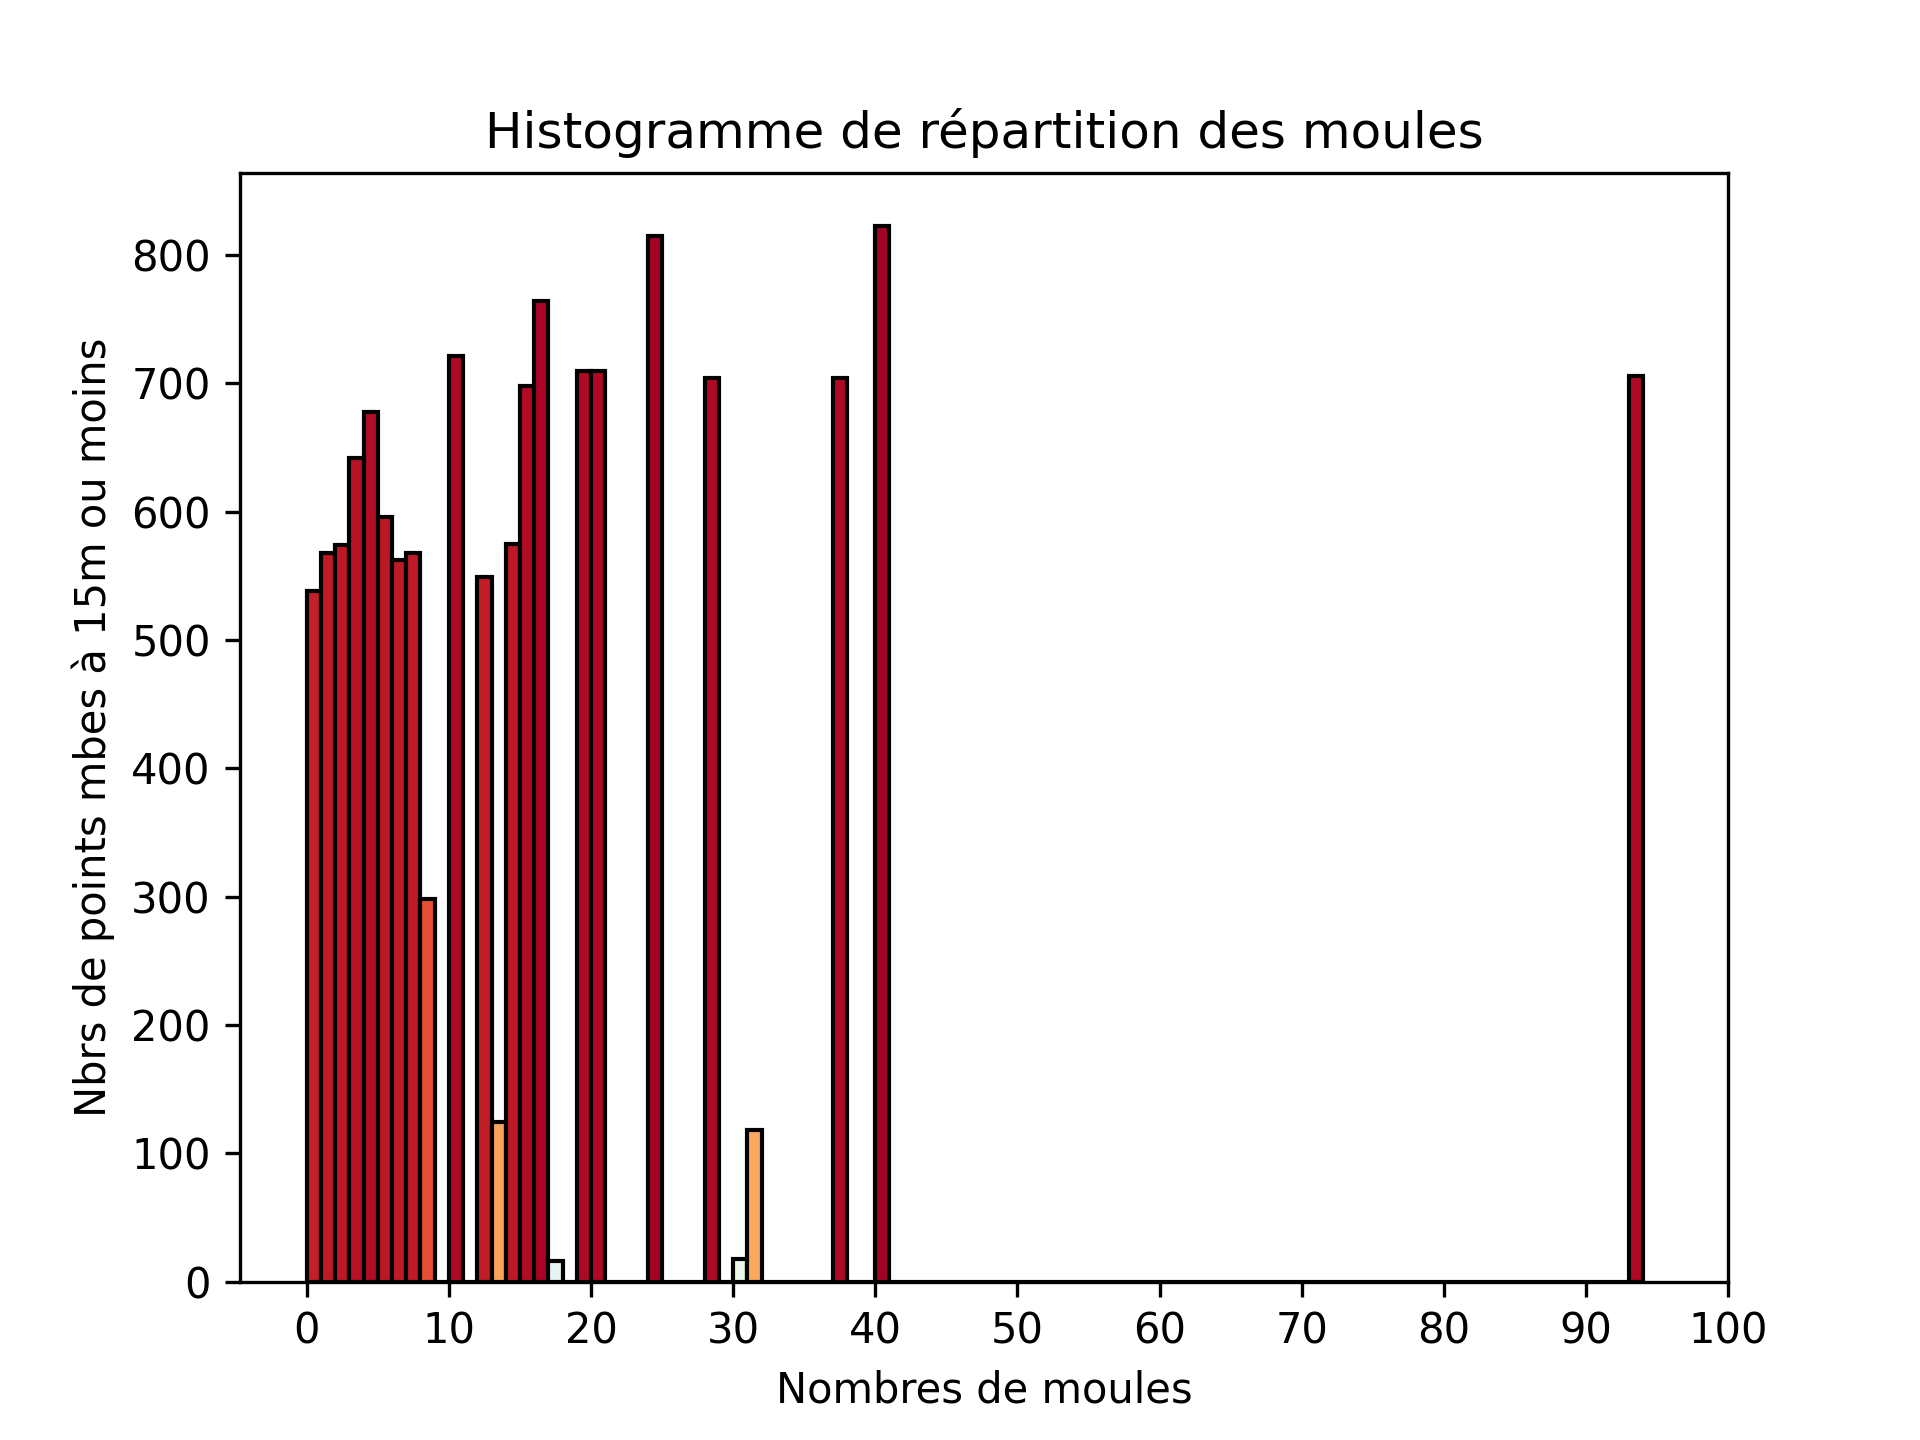 Histogramme de répartition des moules
Nbrs de points mbes à 15m ou moins
800
700
600
500
400
300
200
100
0
0 10 20 30 40 50 60 70 80 90 100
Nombres de moules